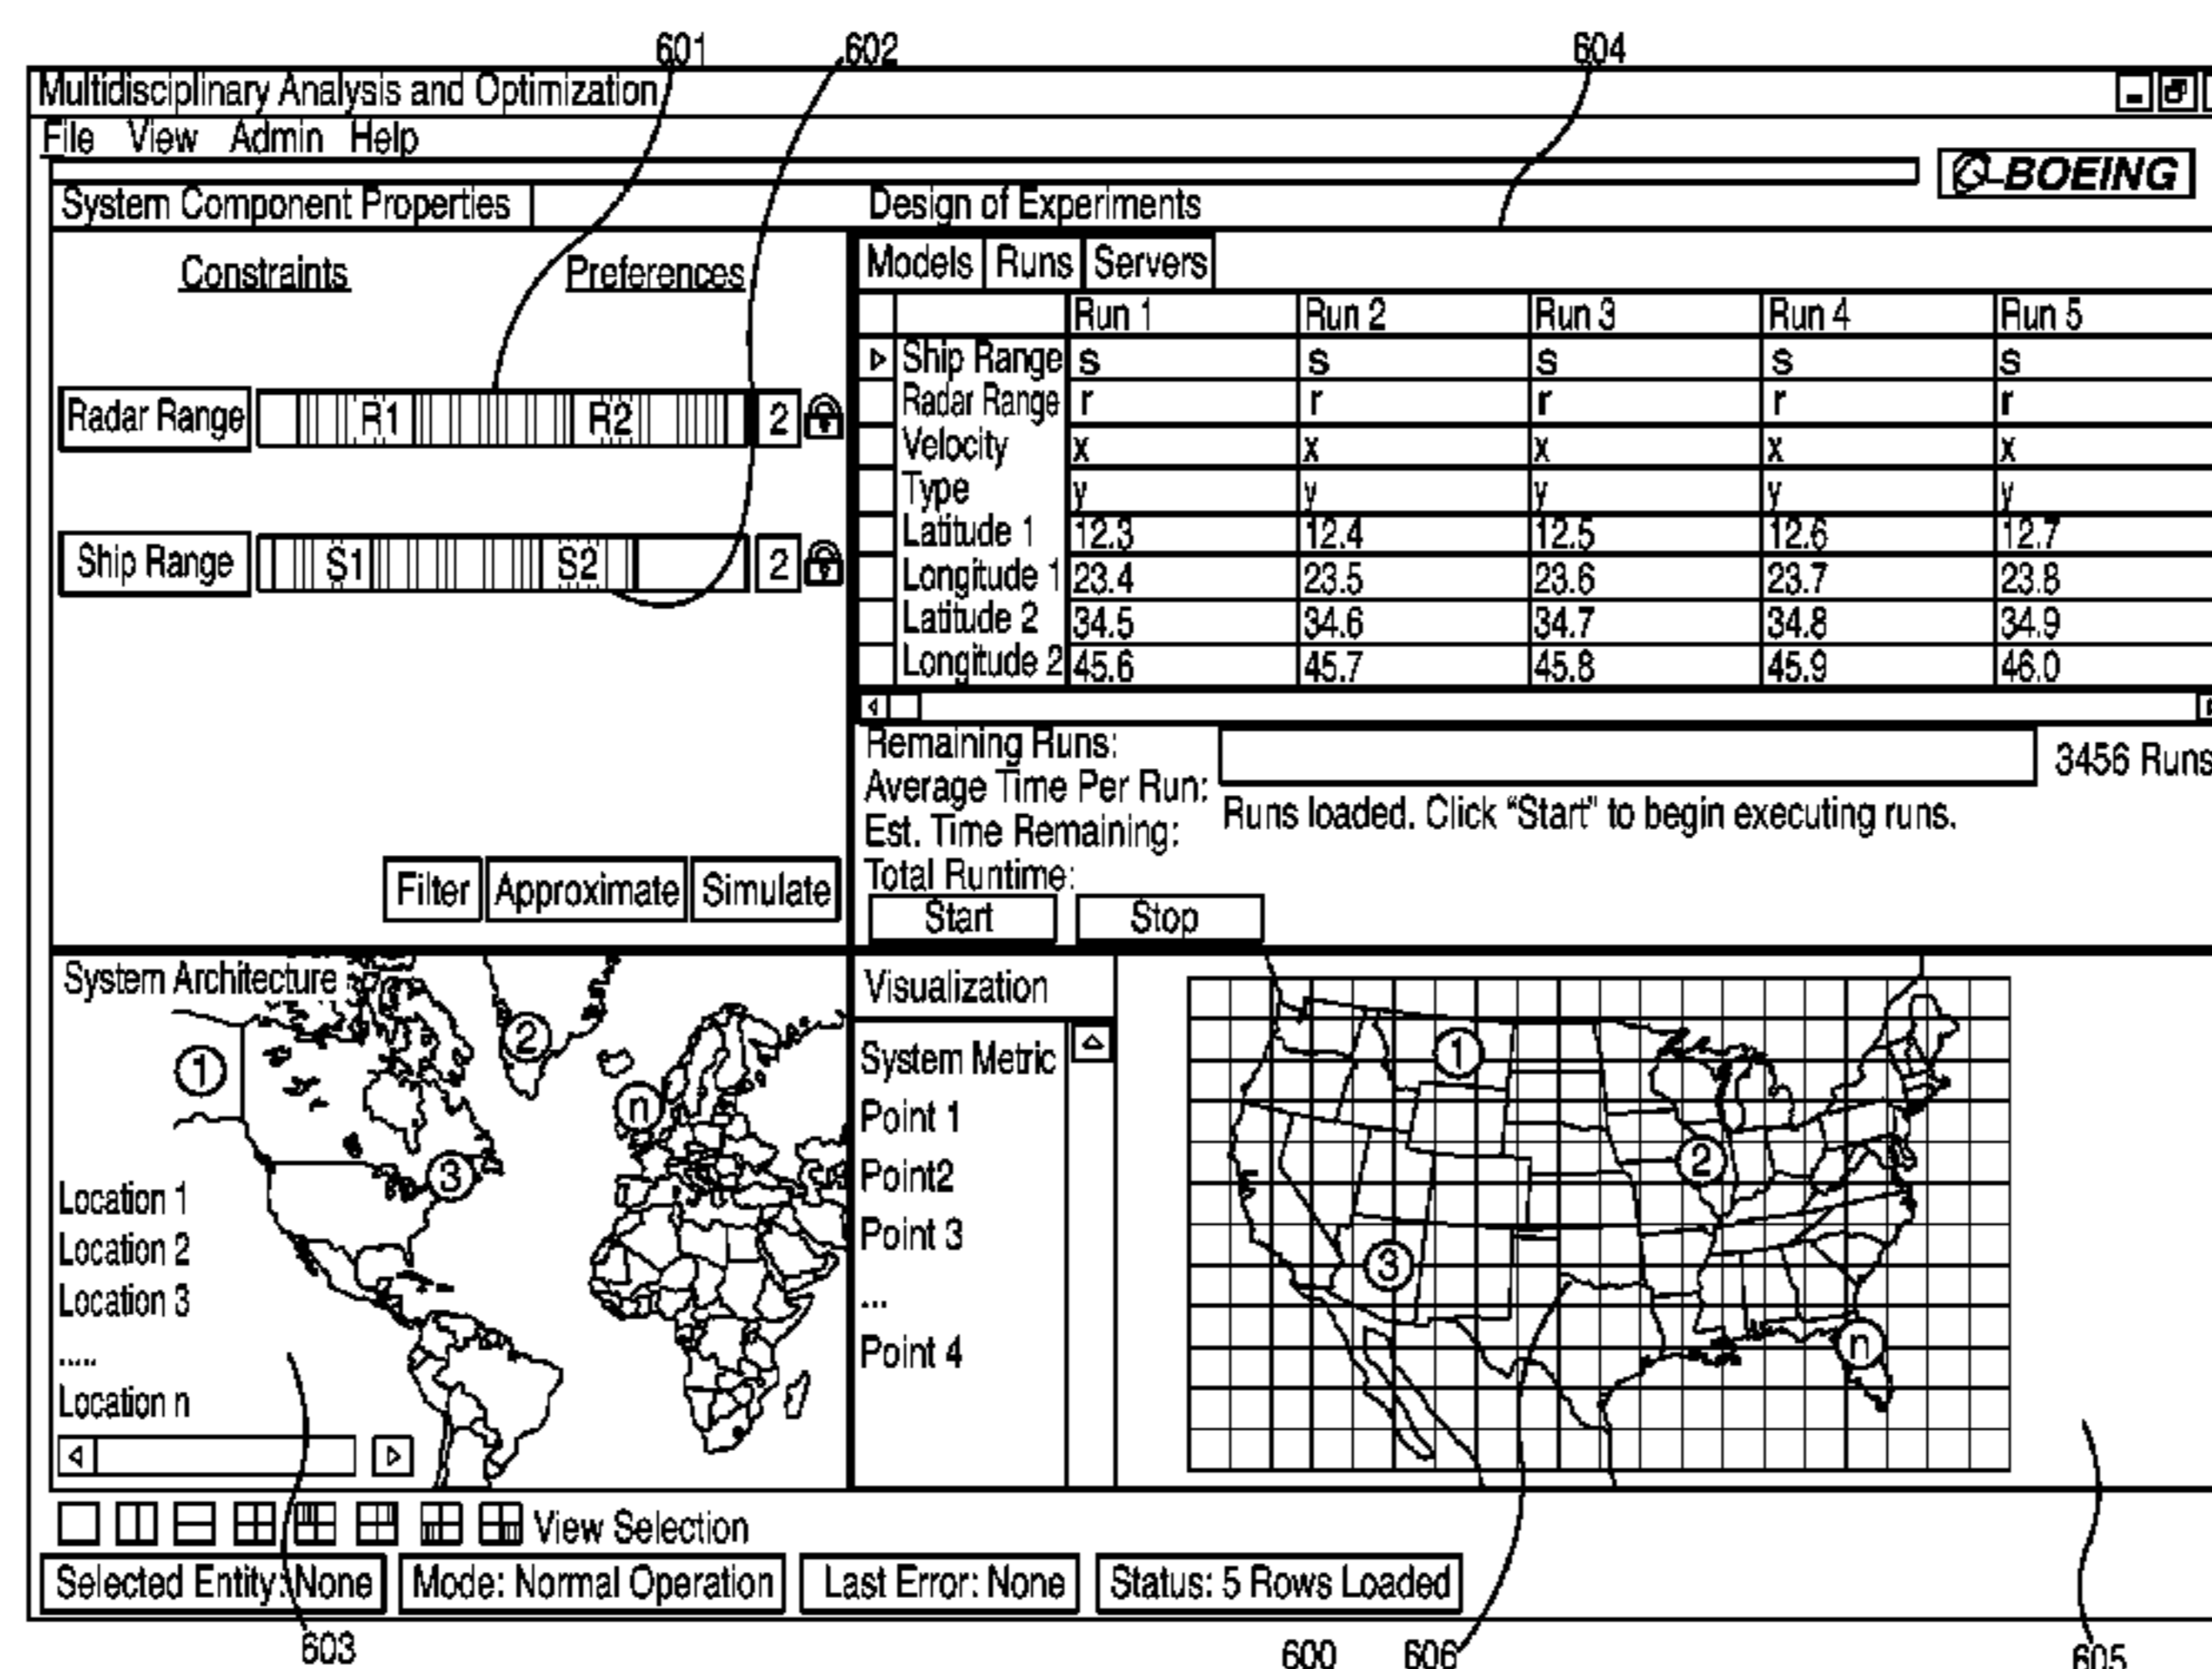 601 602 604
Multidisciplinary Analysis and Optimization
File View Admin Help
BOEING
System Component Properties
Constraints Preferences
Radar Range R1 R2 2
Ship Range S1 S2 2
Filter Approximate Simulate
Design of Experiments
Models Runs Servers
Run 1 Run 2 Run 3 Run 4 Run 5
Ship Range s s s s s
Radar Range r r r r r
Velocity x x x x x
Type y y y y y
Latitude 1 12.3 12.4 12.5 12.6 12.7
Longitude 1 23.4 23.5 23.6 23.7 23.8
Latitude 2 34.5 34.6 34.7 34.8 34.9
Longitude 2 45.6 45.7 45.8 45.9 46.0
Remaining Runs: 3456 Runs
Average Time Per Run:
Runs loaded. Click “Start” to begin executing runs.
Est. Time Remaining:
Total Runtime:
Start Stop
System Architecture
1 2 3 n
Location 1
Location 2
Location 3
.....
Location n
Visualization
System Metric
Point 1
Point2
Point 3
...
Point 4
1 2 3 n
View Selection
Selected Entity: None Mode: Normal Operation Last Error: None Status: 5 Rows Loaded
603 600 606 605